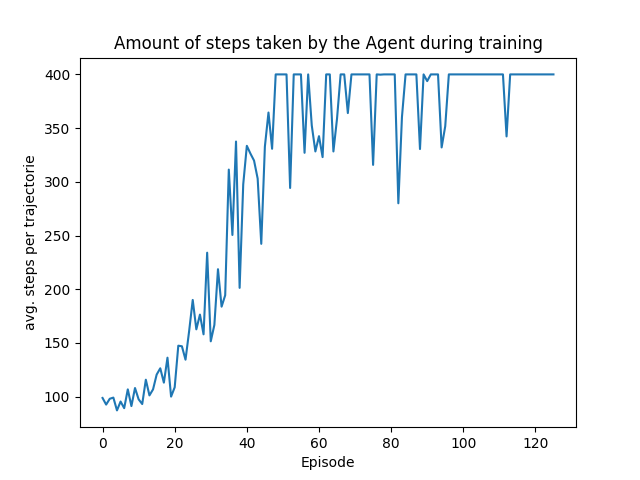 Amount of steps taken by the Agent during training
400
350
300
250
200
150
100
avg. steps per trajectorie
0 20 40 60 80 100 120
Episode